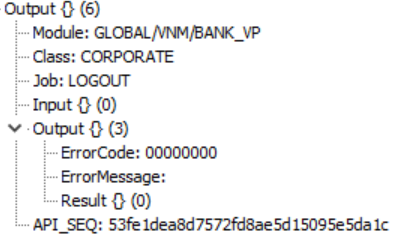 Output {} (6)
Module: GLOBAL/VNM/BANK_VP
Class: CORPORATE
Job: LOGOUT
Input {} (0)
Output {} (3)
ErrorCode: 00000000
ErrorMessage:
Result {} (0)
API_SEQ: 53fe1dea8d7572fd8ae5d15095e5da1c